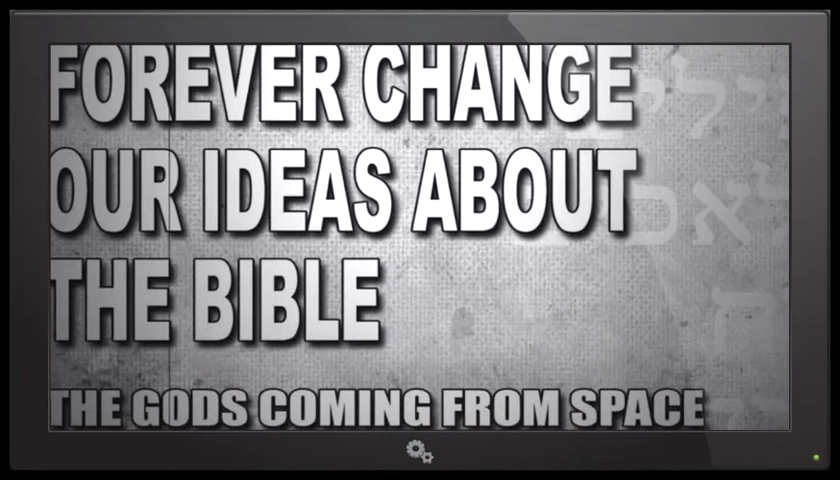 FOREVER CHANGE
OUR IDEAS ABOUT
THE BIBLE
THE GODS COMING FROM SPACE